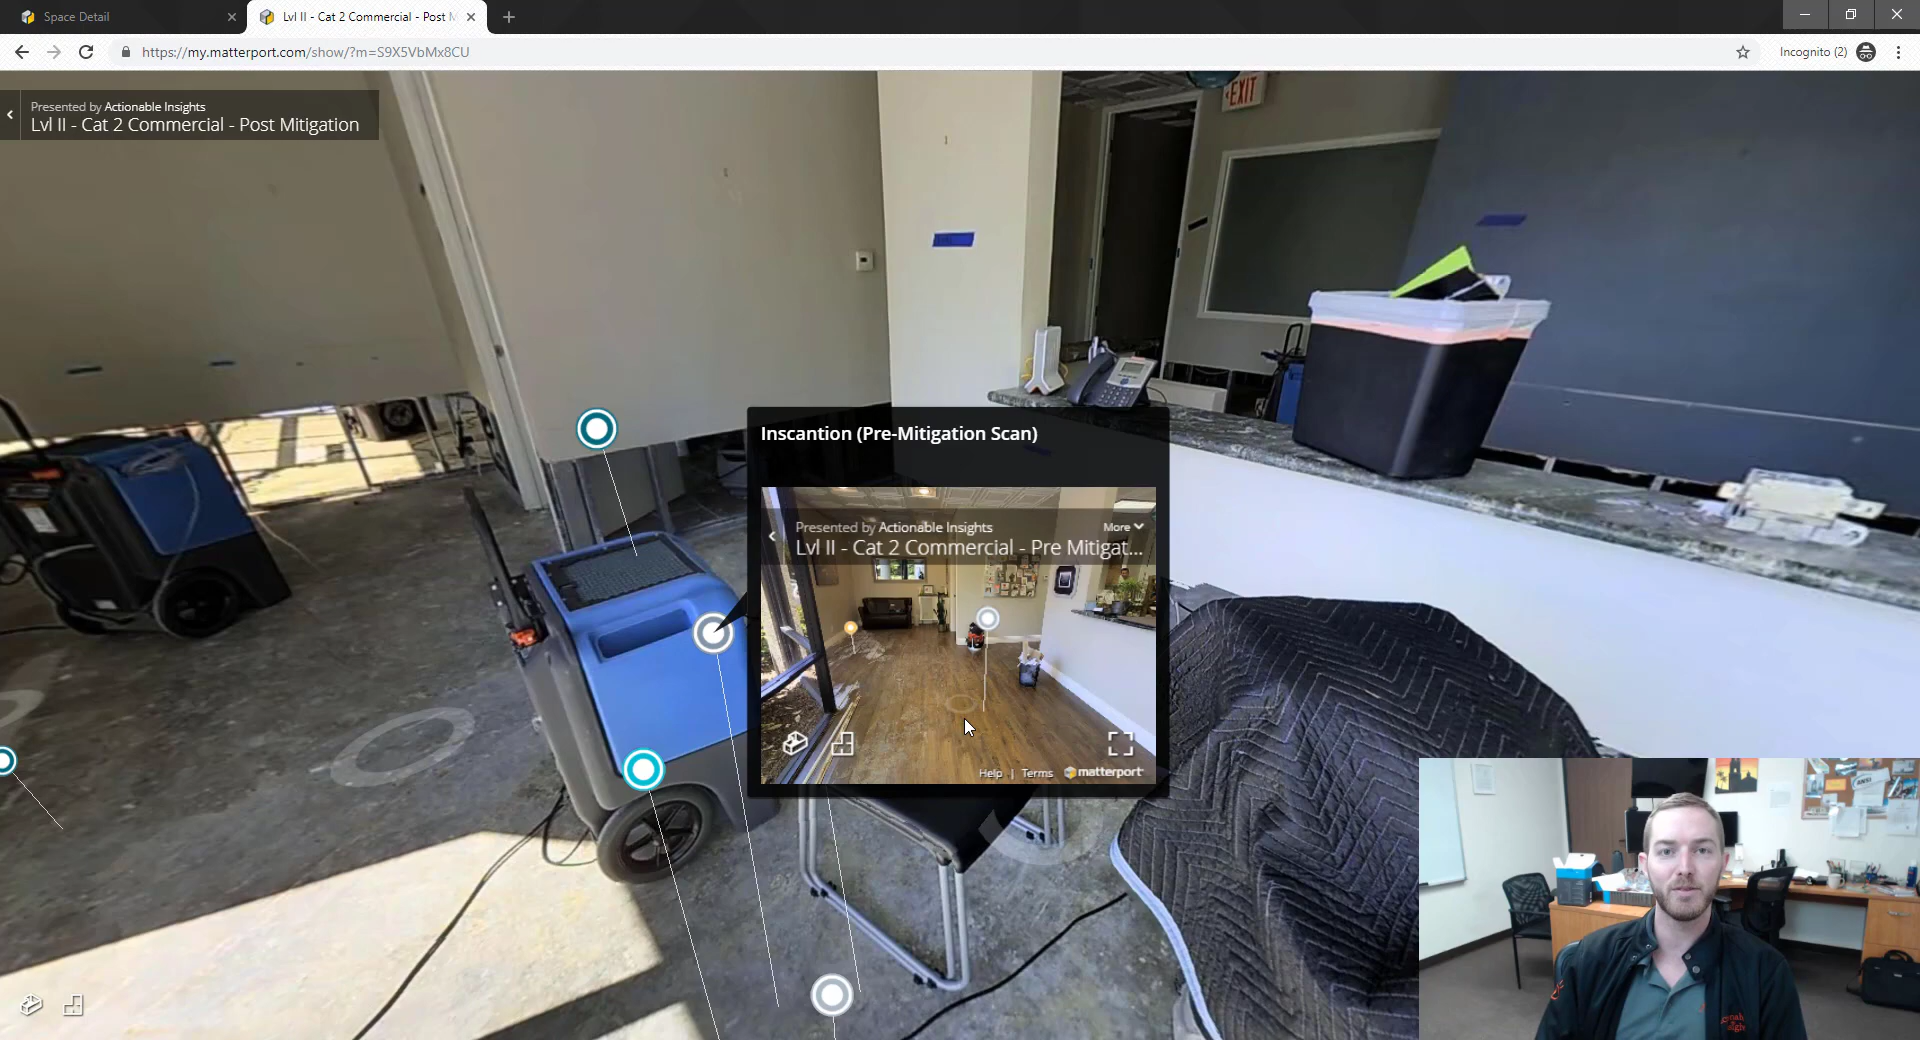 Space Detail
Lvl II - Cat 2 Commercial - Post M
https://my.matterport.com/show/?m=S9X5VbMx8CU
Incognito (2)
Presented by Actionable Insights
Lvl II - Cat 2 Commercial - Post Mitigation
EXIT
Inscantion (Pre-Mitigation Scan)
Presented by Actionable Insights
More
Lvl II - Cat 2 Commercial - Pre Mitigat...
Help | Terms
matterport
ANSI